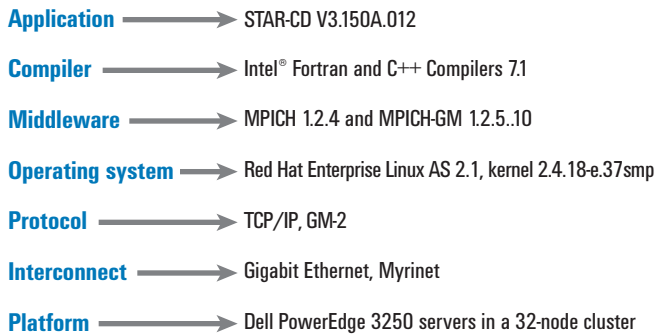 Application STAR-CD V3.150A.012
Compiler Intel® Fortran and C++ Compilers 7.1
Middleware MPICH 1.2.4 and MPICH-GM 1.2.5..10
Operating system Red Hat Enterprise Linux AS 2.1, kernel 2.4.18-e.37smp
Protocol TCP/IP, GM-2
Interconnect Gigabit Ethernet, Myrinet
Platform Dell PowerEdge 3250 servers in a 32-node cluster